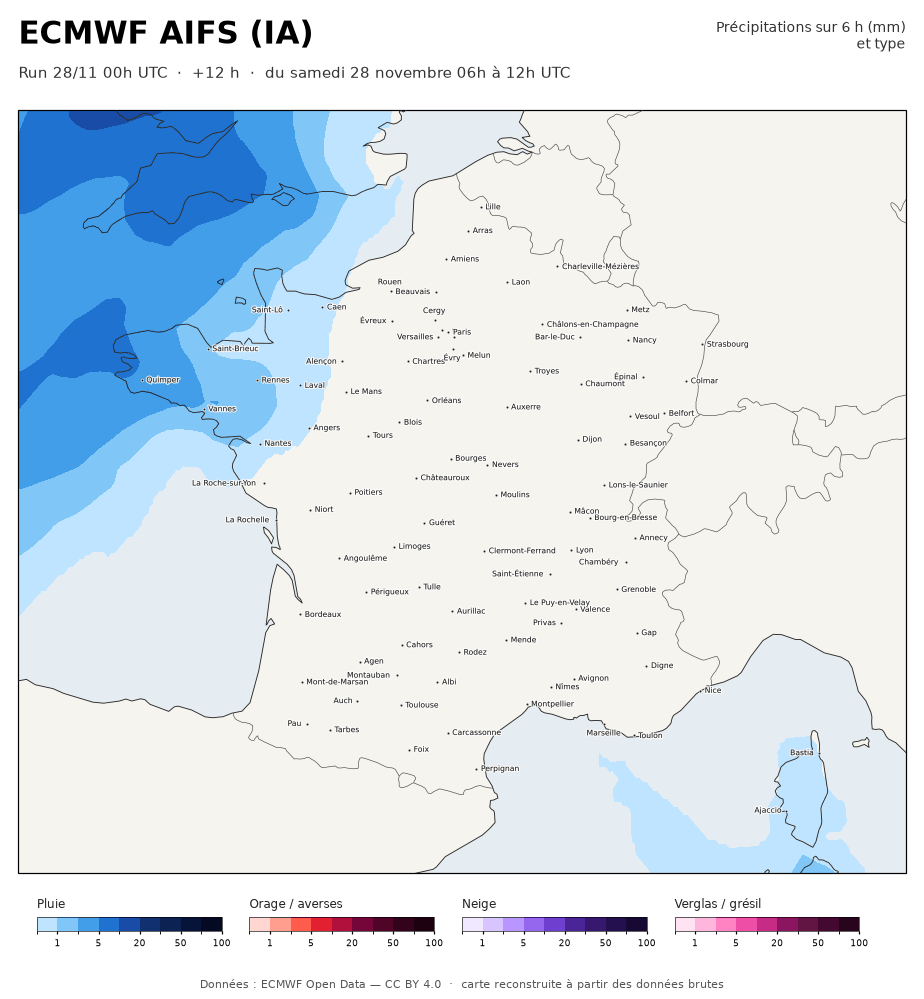 ECMWF AIFS (IA)
Précipitations sur 6 h (mm)
et type
Run 28/11 00h UTC · +12 h · du samedi 28 novembre 06h à 12h UTC
Lille
Arras
Amiens
Charleville-Mézières
Rouen
Laon
Beauvais
Saint-Lô
Caen
Cergy
Metz
Évreux
Châlons-en-Champagne
Versailles
Paris
Bar-le-Duc
Nancy
Strasbourg
Saint-Brieuc
Alençon
Chartres
Évry
Melun
Quimper
Rennes
Laval
Le Mans
Troyes
Chaumont
Épinal
Colmar
Vannes
Orléans
Auxerre
Vesoul
Belfort
Angers
Blois
Tours
Nantes
Dijon
Besançon
Bourges
Nevers
La Roche-sur-Yon
Châteauroux
Lons-le-Saunier
Poitiers
Moulins
Niort
La Rochelle
Guéret
Mâcon
Bourg-en-Bresse
Annecy
Limoges
Angoulême
Clermont-Ferrand
Lyon
Chambéry
Saint-Étienne
Périgueux
Tulle
Grenoble
Bordeaux
Aurillac
Le Puy-en-Velay
Valence
Privas
Gap
Cahors
Mende
Rodez
Agen
Digne
Montauban
Mont-de-Marsan
Albi
Avignon
Nîmes
Nice
Auch
Toulouse
Montpellier
Pau
Tarbes
Carcassonne
Marseille
Toulon
Foix
Bastia
Perpignan
Ajaccio
Pluie
Orage / averses
Neige
Verglas / grésil
1 5 20 50 100
1 5 20 50 100
1 5 20 50 100
1 5 20 50 100
Données : ECMWF Open Data — CC BY 4.0 · carte reconstruite à partir des données brutes